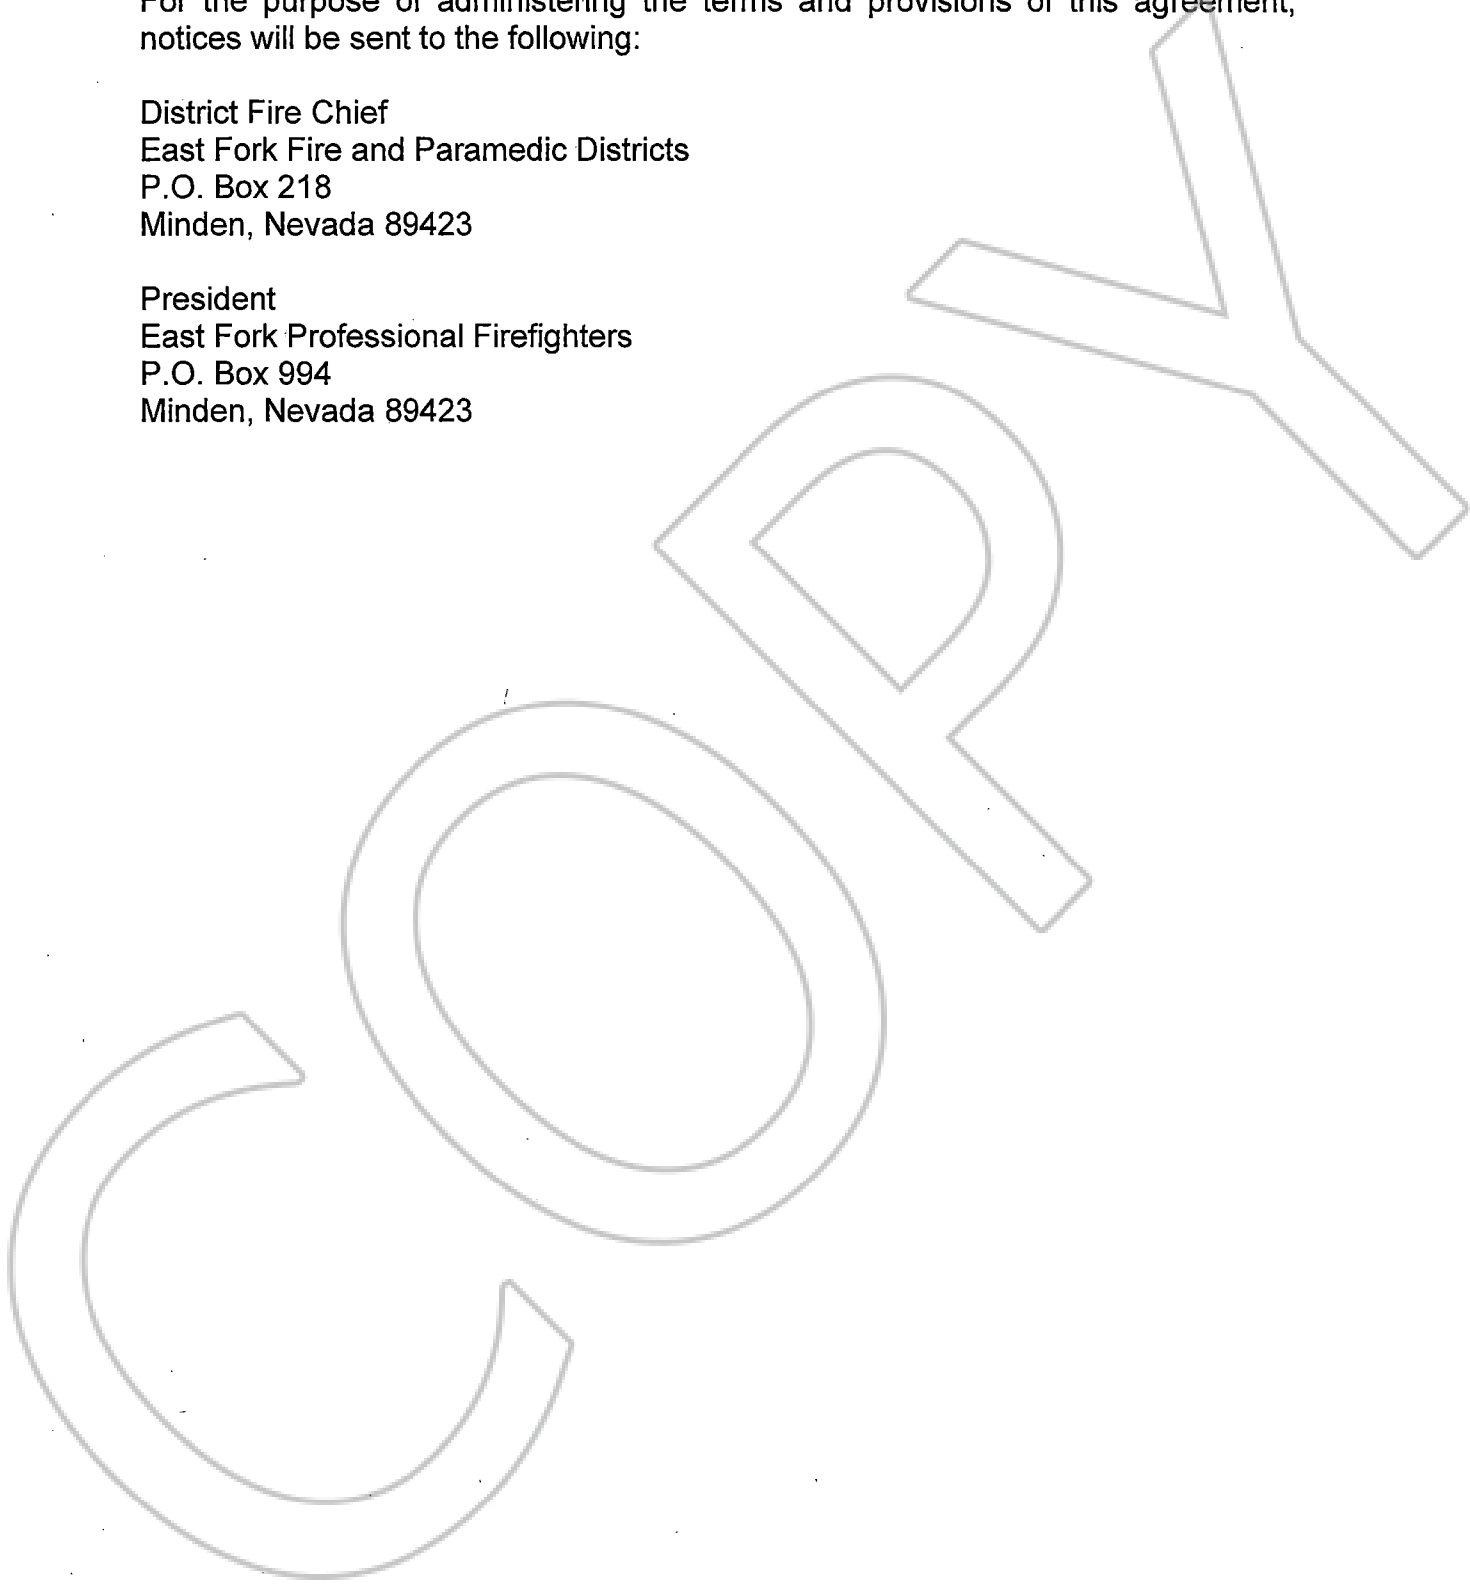 For the purpose of administering the terms and provisions of this agreement,
notices will be sent to the following:
District Fire Chief
East Fork Fire and Paramedic Districts
P.O. Box 218
Minden, Nevada 89423
President
East Fork Professional Firefighters
P.O. Box 994
Minden, Nevada 89423
COPY